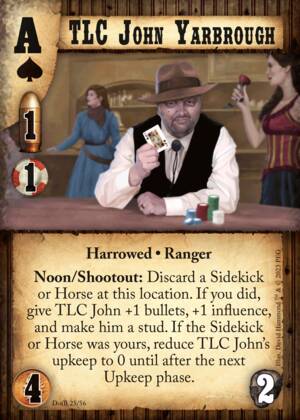 A
TLC John Yarbrough
1
1
Harrowed • Ranger
Noon/Shootout: Discard a Sidekick
or Horse at this location. If you did,
give TLC John +1 bullets, +1 influence,
and make him a stud. If the Sidekick
or Horse was yours, reduce TLC John's
upkeep to 0 until after the next
Upkeep phase.
4
2